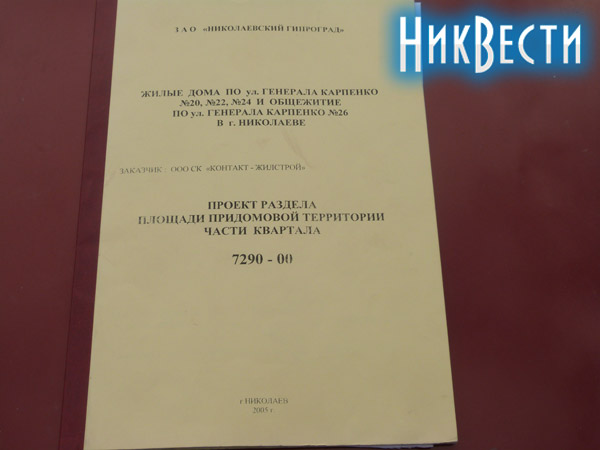 ЗАО «НИКОЛАЕВСКИЙ ГИПРОГРАД»
НИКВЕСТИ
ЖИЛЫЕ ДОМА ПО ул. ГЕНЕРАЛА КАРПЕНКО
№20, №22, №24 И ОБЩЕЖИТИЕ
ПО ул. ГЕНЕРАЛА КАРПЕНКО №26
В г. НИКОЛАЕВЕ
ЗАКАЗЧИК: ООО СК «КОНТАКТ - ЖИЛСТРОЙ»
ПРОЕКТ РАЗДЕЛА
ПЛОЩАДИ ПРИДОМОВОЙ ТЕРРИТОРИИ
ЧАСТИ КВАРТАЛА
7290 - 00
г НИКОЛАЕВ
2005 г